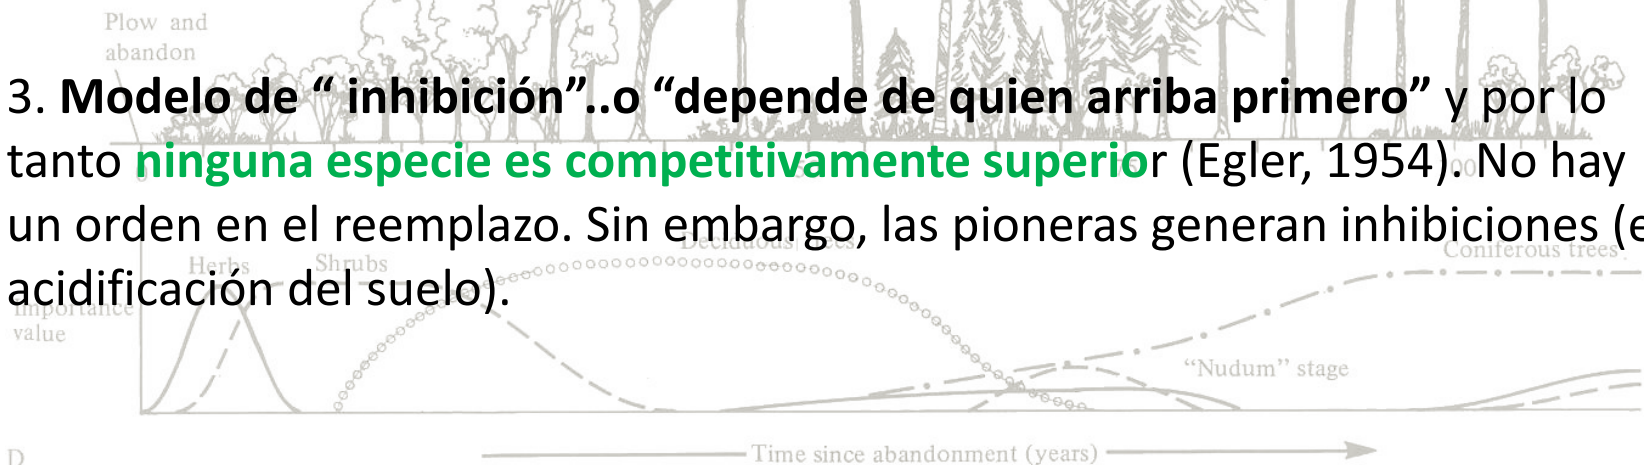 Plow and
abandon
3. Modelo de “ inhibición”..o “depende de quien arriba primero” y por lo
tanto ninguna especie es competitivamente superior (Egler, 1954). No hay
un orden en el reemplazo. Sin embargo, las pioneras generan inhibiciones (e
acidificación del suelo).
Deciduous trees
Coniferous trees
Herbs
Shrubs
Importance
value
“Nudum” stage
Time since abandonment (years)
D